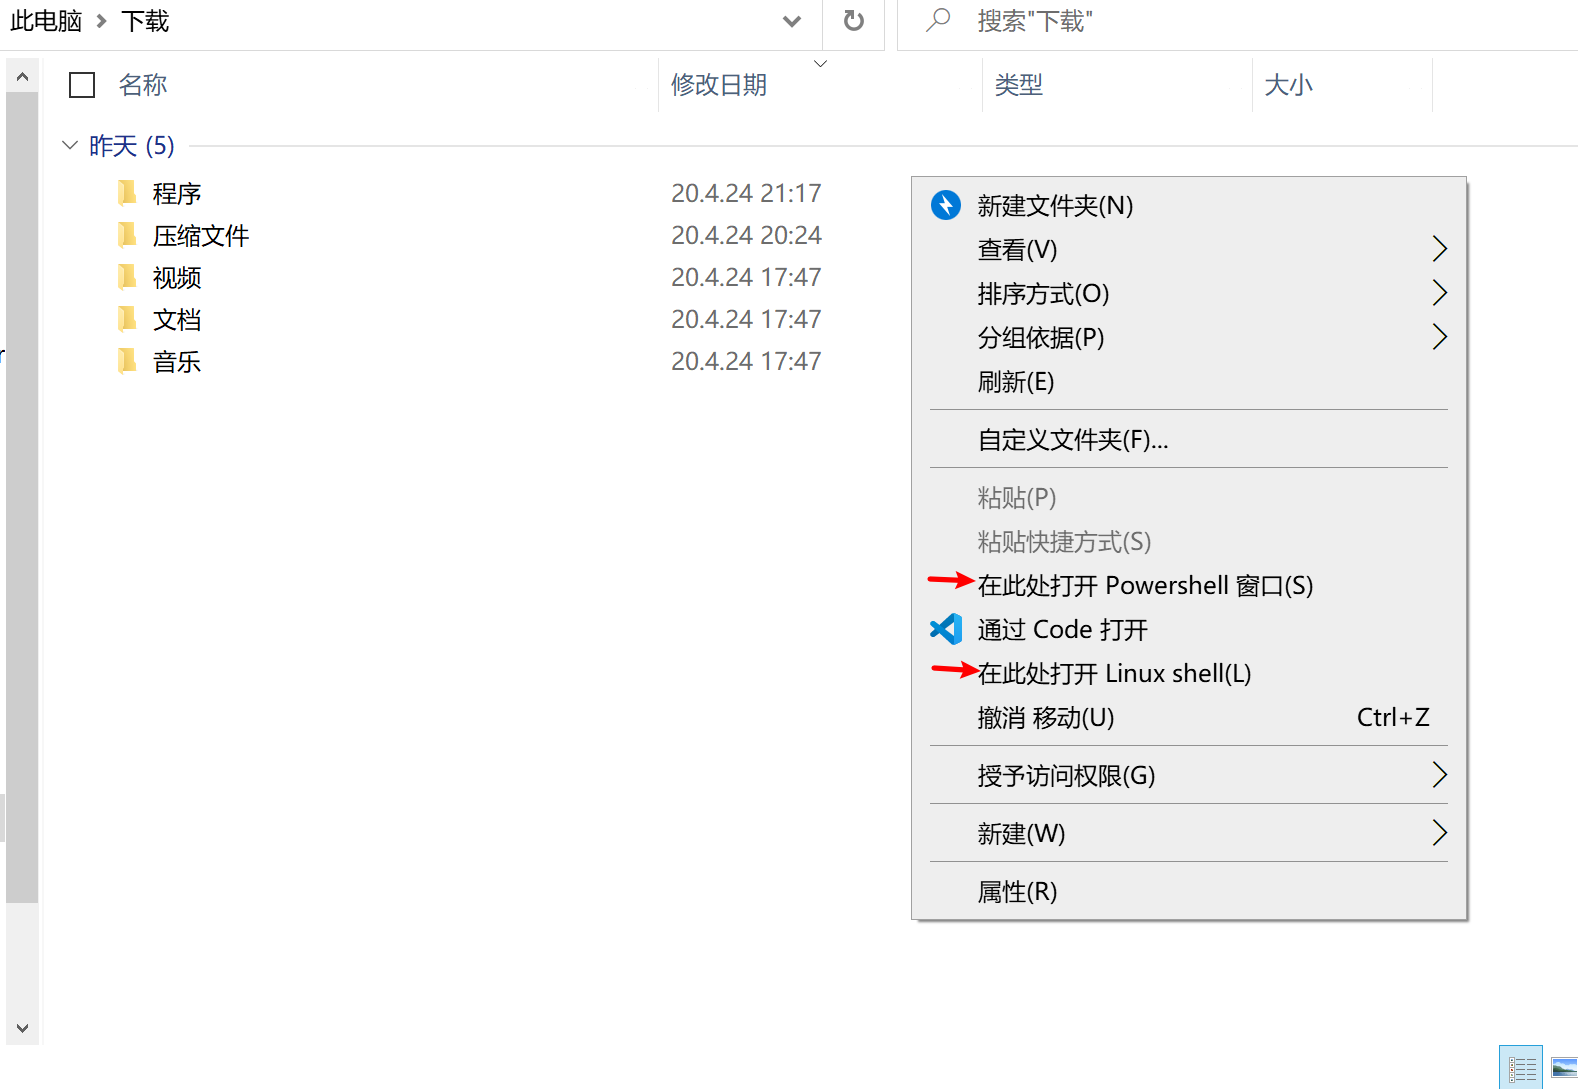 此电脑 > 下载
搜索"下载"
名称 修改日期 类型 大小
昨天 (5)
程序 20.4.24 21:17
压缩文件 20.4.24 20:24
视频 20.4.24 17:47
文档 20.4.24 17:47
音乐 20.4.24 17:47
新建文件夹(N)
查看(V)
排序方式(O)
分组依据(P)
刷新(E)
自定义文件夹(F)...
粘贴(P)
粘贴快捷方式(S)
在此处打开 Powershell 窗口(S)
通过 Code 打开
在此处打开 Linux shell(L)
撤消 移动(U) Ctrl+Z
授予访问权限(G)
新建(W)
属性(R)